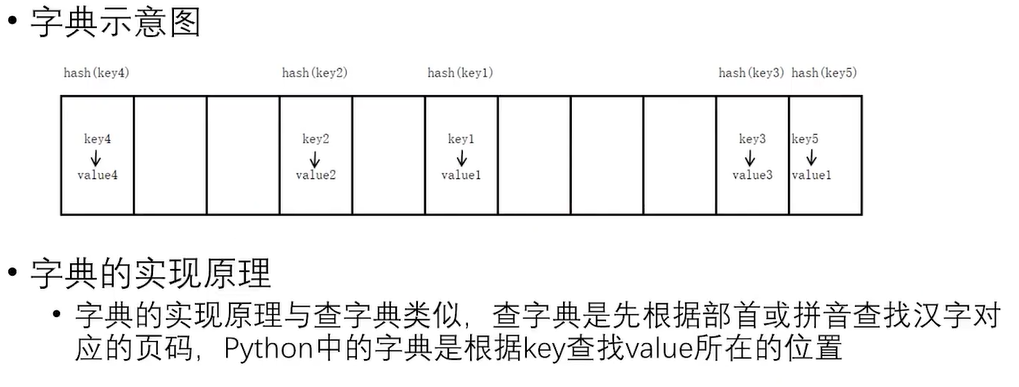 • 字典示意图
hash(key4) hash(key2) hash(key1) hash(key3) hash(key5)
key4 key2 key1 key3 key5
value4 value2 value1 value3 value1
• 字典的实现原理
• 字典的实现原理与查字典类似，查字典是先根据部首或拼音查找汉字对
应的页码，Python中的字典是根据key查找value所在的位置